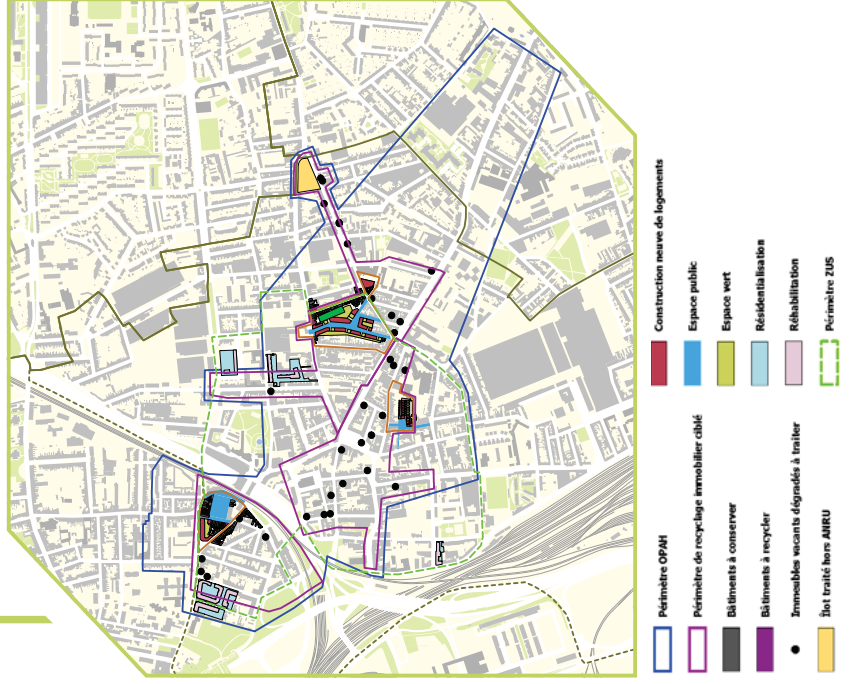 Périmètre OPAH
Périmètre de recyclage immobilier ciblé
Bâtiments à conserver
Bâtiments à recycler
Immeubles vacants dégradés à traiter
Îlot traité hors ANRU
Construction neuve de logements
Espace public
Espace vert
Résidentialisation
Réhabilitation
Périmètre ZUS